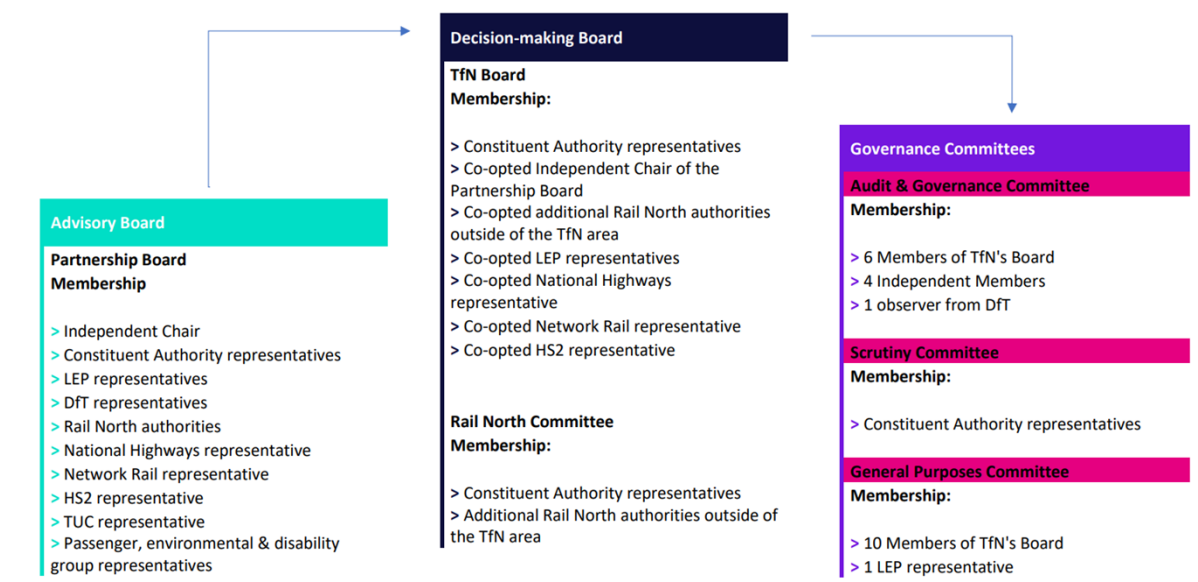 Advisory Board
Partnership Board
Membership
> Independent Chair
> Constituent Authority representatives
> LEP representatives
> DfT representatives
> Rail North authorities
> National Highways representative
> Network Rail representative
> HS2 representative
> TUC representative
> Passenger, environmental & disability
group representatives
Decision-making Board
TfN Board
Membership:
> Constituent Authority representatives
> Co-opted Independent Chair of the
Partnership Board
> Co-opted additional Rail North authorities
outside of the TfN area
> Co-opted LEP representatives
> Co-opted National Highways
representative
> Co-opted Network Rail representative
> Co-opted HS2 representative
Rail North Committee
Membership:
> Constituent Authority representatives
> Additional Rail North authorities outside of
the TfN area
Governance Committees
Audit & Governance Committee
Membership:
> 6 Members of TfN's Board
> 4 Independent Members
> 1 observer from DfT
Scrutiny Committee
Membership:
> Constituent Authority representatives
General Purposes Committee
Membership:
> 10 Members of TfN's Board
> 1 LEP representative